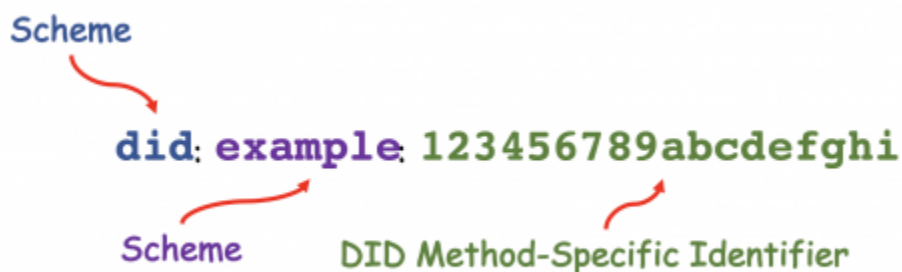 Scheme
did: example: 123456789abcdefghi
Scheme
DID Method-Specific Identifier